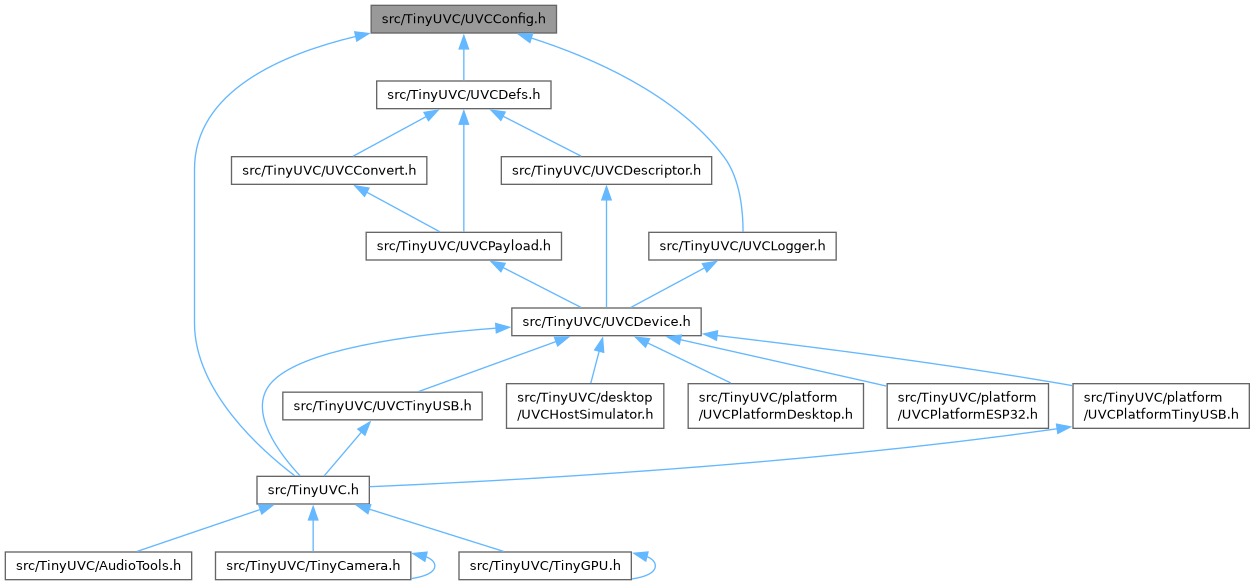 src/TinyUVC/UVCConfig.h
src/TinyUVC/UVCDefs.h
src/TinyUVC/UVCConvert.h
src/TinyUVC/UVCDescriptor.h
src/TinyUVC/UVCPayload.h
src/TinyUVC/UVCLogger.h
src/TinyUVC/UVCDevice.h
src/TinyUVC/UVCTinyUSB.h
src/TinyUVC/desktop
/UVCHostSimulator.h
src/TinyUVC/platform
/UVCPlatformDesktop.h
src/TinyUVC/platform
/UVCPlatformESP32.h
src/TinyUVC/platform
/UVCPlatformTinyUSB.h
src/TinyUVC.h
src/TinyUVC/AudioTools.h
src/TinyUVC/TinyCamera.h
src/TinyUVC/TinyGPU.h